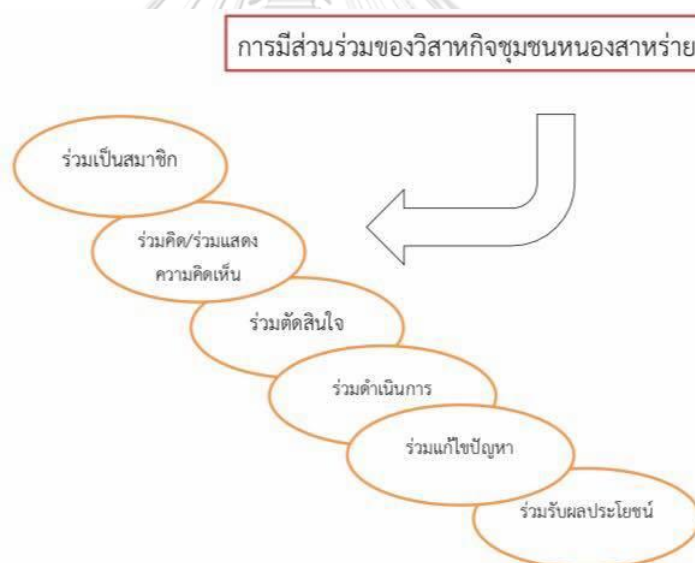 การมีส่วนร่วมของวิสาหกิจชุมชนหนองสาหร่าย
ร่วมเป็นสมาชิก
ร่วมคิด/ร่วมแสดง
ความคิดเห็น
ร่วมตัดสินใจ
ร่วมดำเนินการ
ร่วมแก้ไขปัญหา
ร่วมรับผลประโยชน์